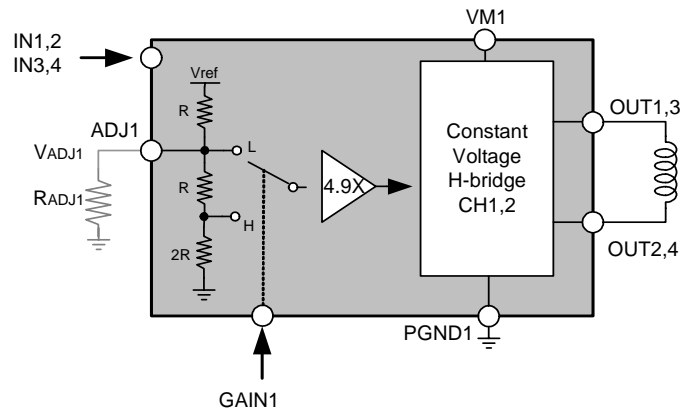 VM1
IN1,2
IN3,4
Vref
R
ADJ1
OUT1,3
L
VADJ1
Constant
Voltage
H-bridge
CH1,2
4.9X
R
RADJ1
H
2R
OUT2,4
PGND1
GAIN1